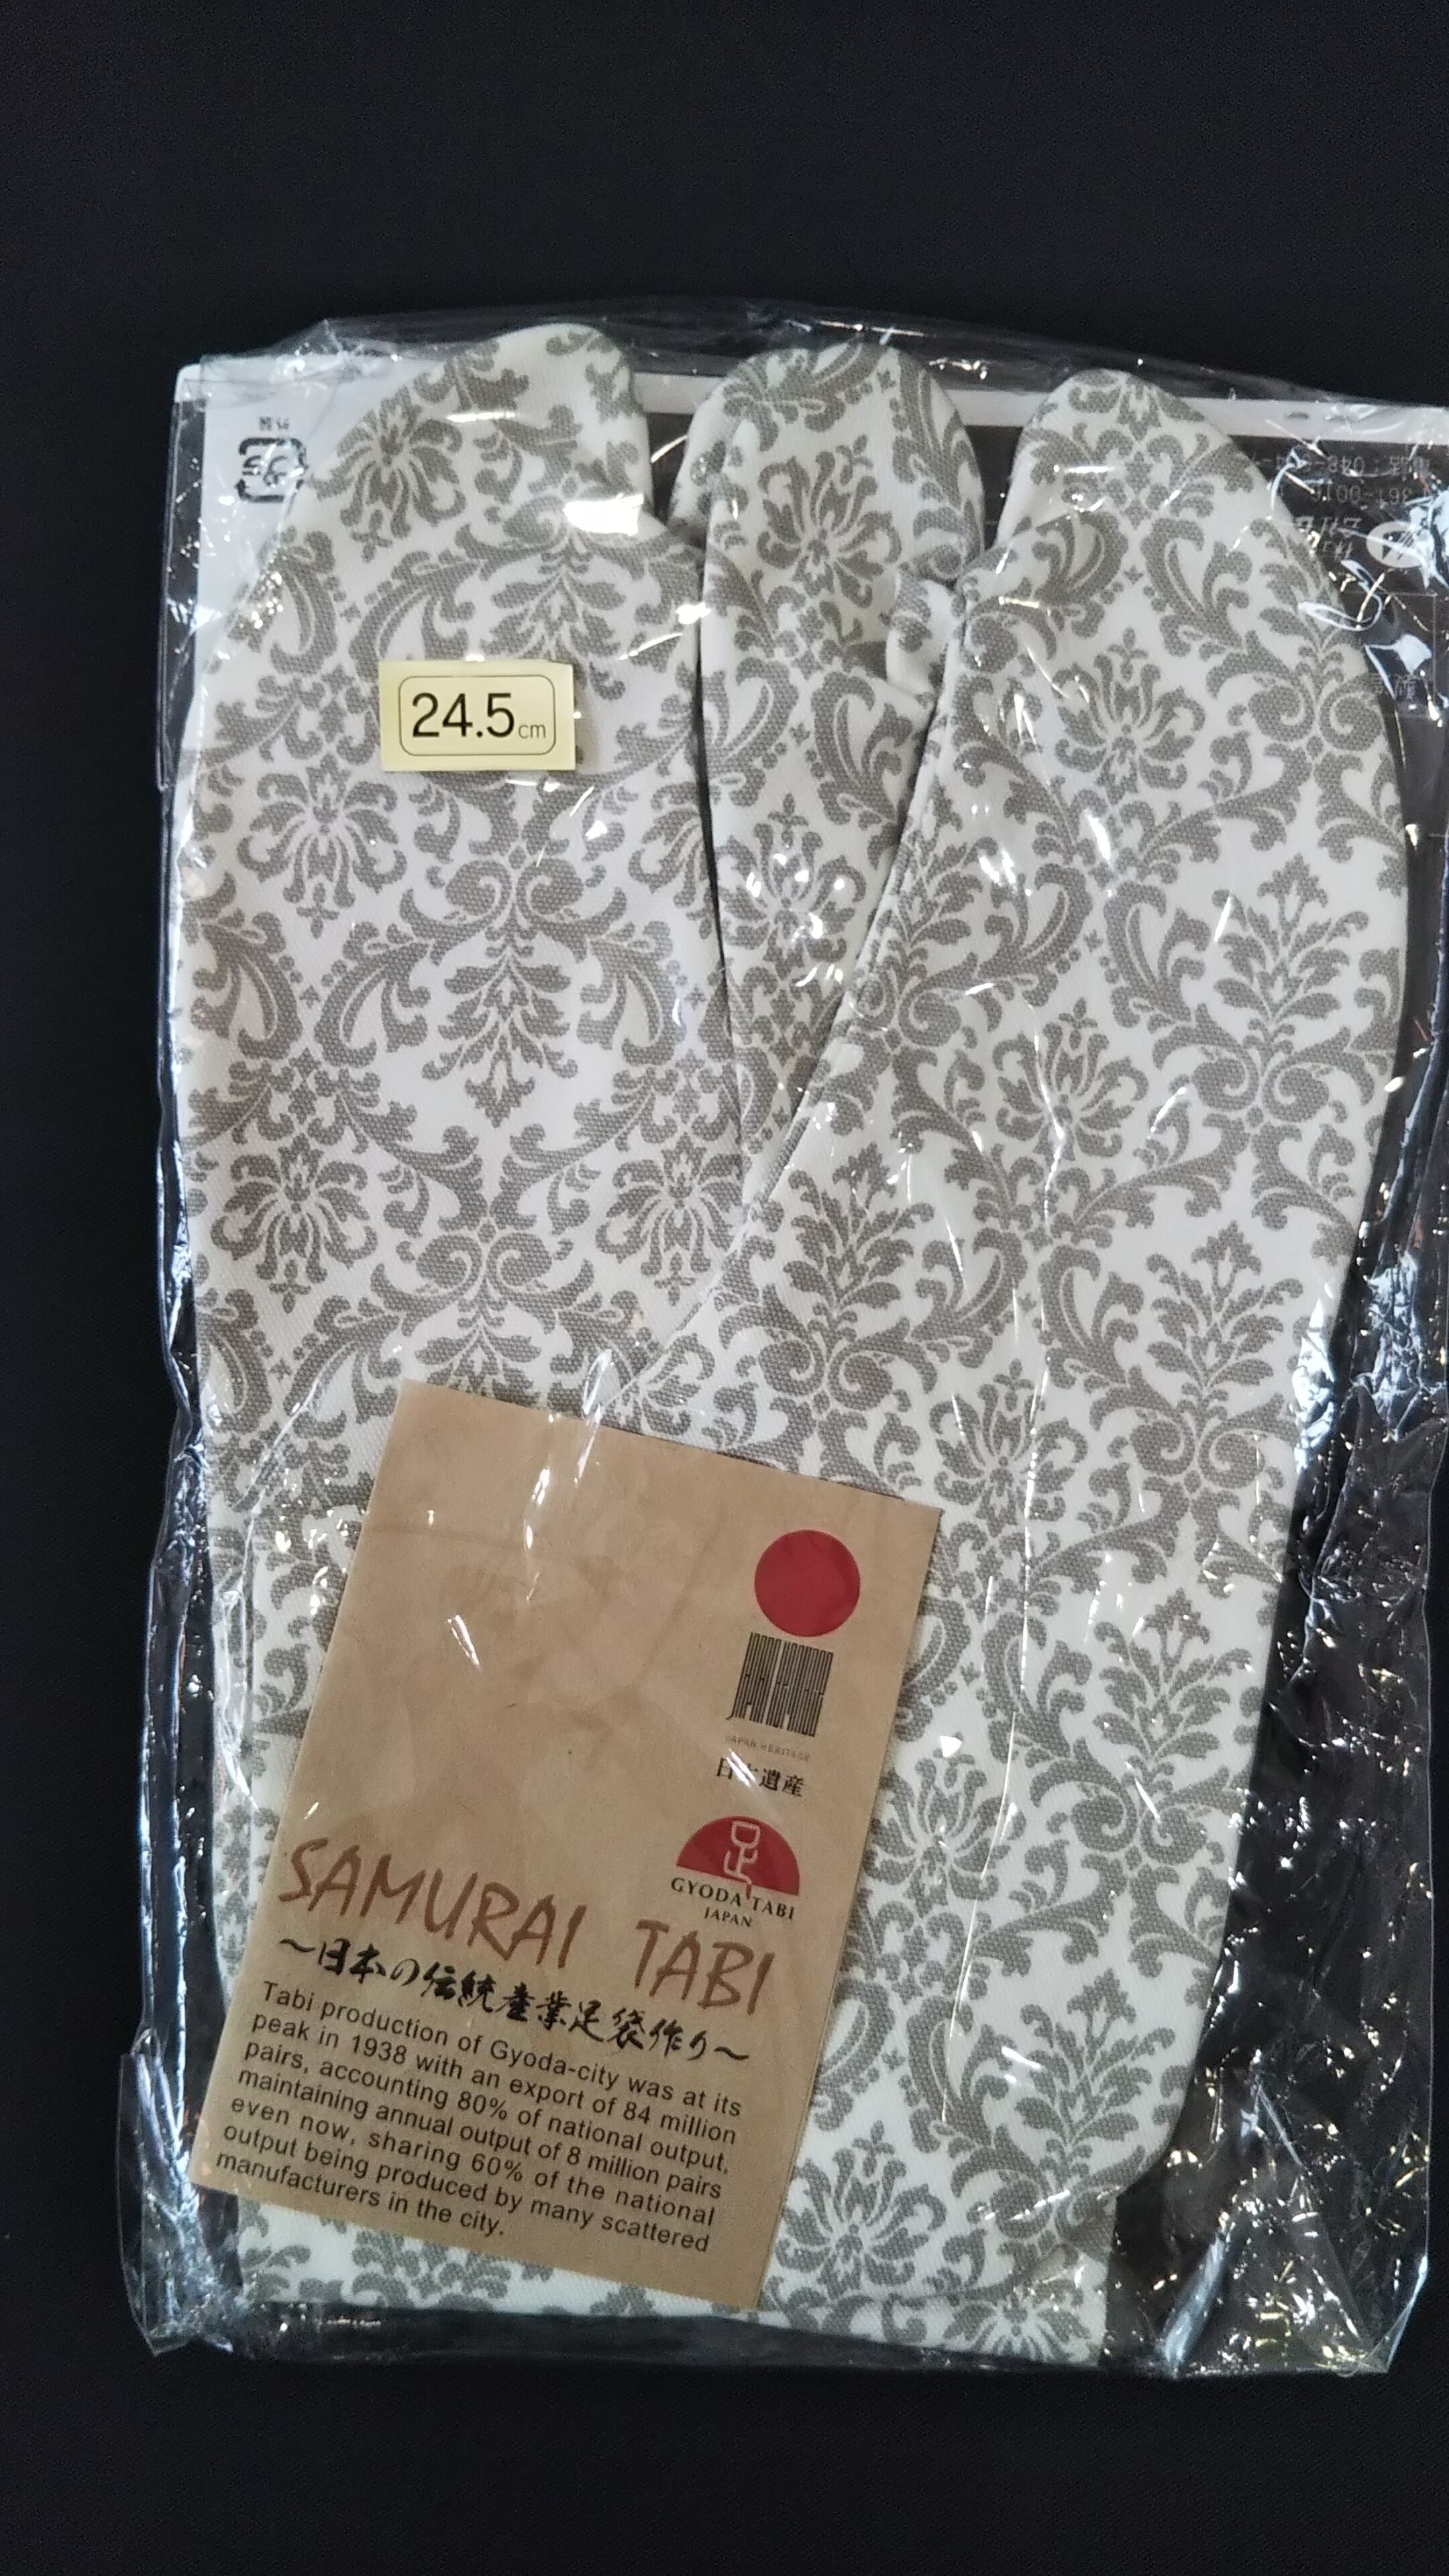 24.5cm
JAPAN HERITAGE
日本遺産
GYODA TABI
JAPAN
SAMURAI TABI
～日本の伝統産業足袋作り～
Tabi production of Gyoda-city was at its
peak in 1938 with an export of 84 million
pairs, accounting 80% of national output,
maintaining annual output of 8 million pairs
even now, sharing 60% of the national
output being produced by many scattered
manufacturers in the city.